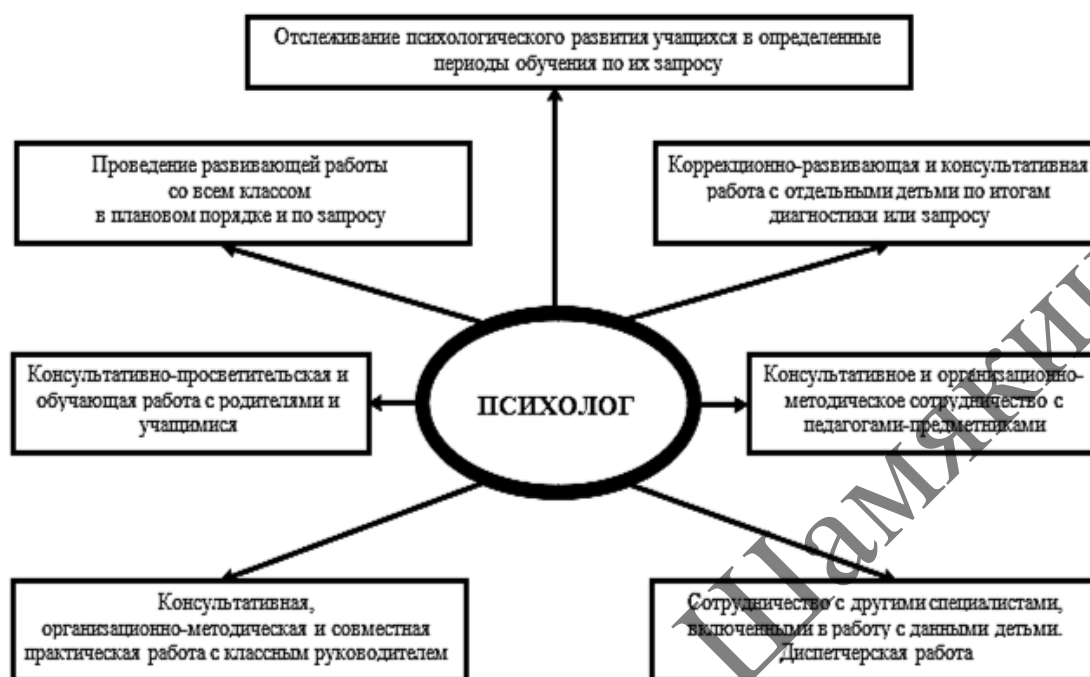 Отслеживание психологического развития учащихся в определенные
периоды обучения по их запросу
Проведение развивающей работы
со всем классом
в плановом порядке и по запросу
Коррекционно-развивающая и консультативная
работа с отдельными детьми по итогам
диагностики или запросу
Консультативно-просветительская и
обучающая работа с родителями и
учащимися
ПСИХОЛОГ
Консультативное и организационно-
методическое сотрудничество с
педагогами-предметниками
Консультативная,
организационно-методическая и совместная
практическая работа с классным руководителем
Сотрудничество с другими специалистами,
включенными в работу с данными детьми.
Диспетчерская работа